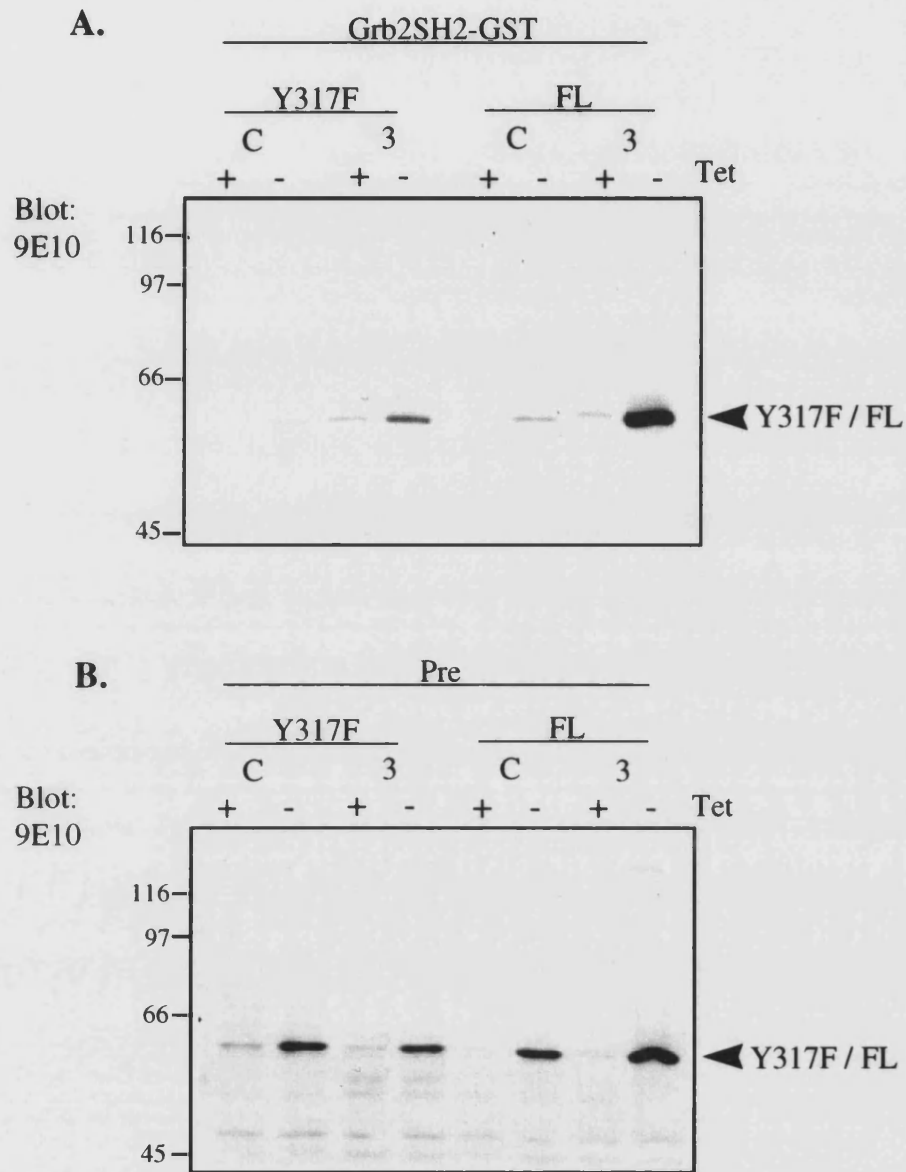 A.
Grb2SH2-GST
Y317F FL
C 3 C 3
+ - + - + - + - Tet
Blot:
9E10
116
97
66
Y317F / FL
45
B.
Pre
Y317F FL
C 3 C 3
+ - + - + - + - Tet
Blot:
9E10
116
97
66
Y317F / FL
45